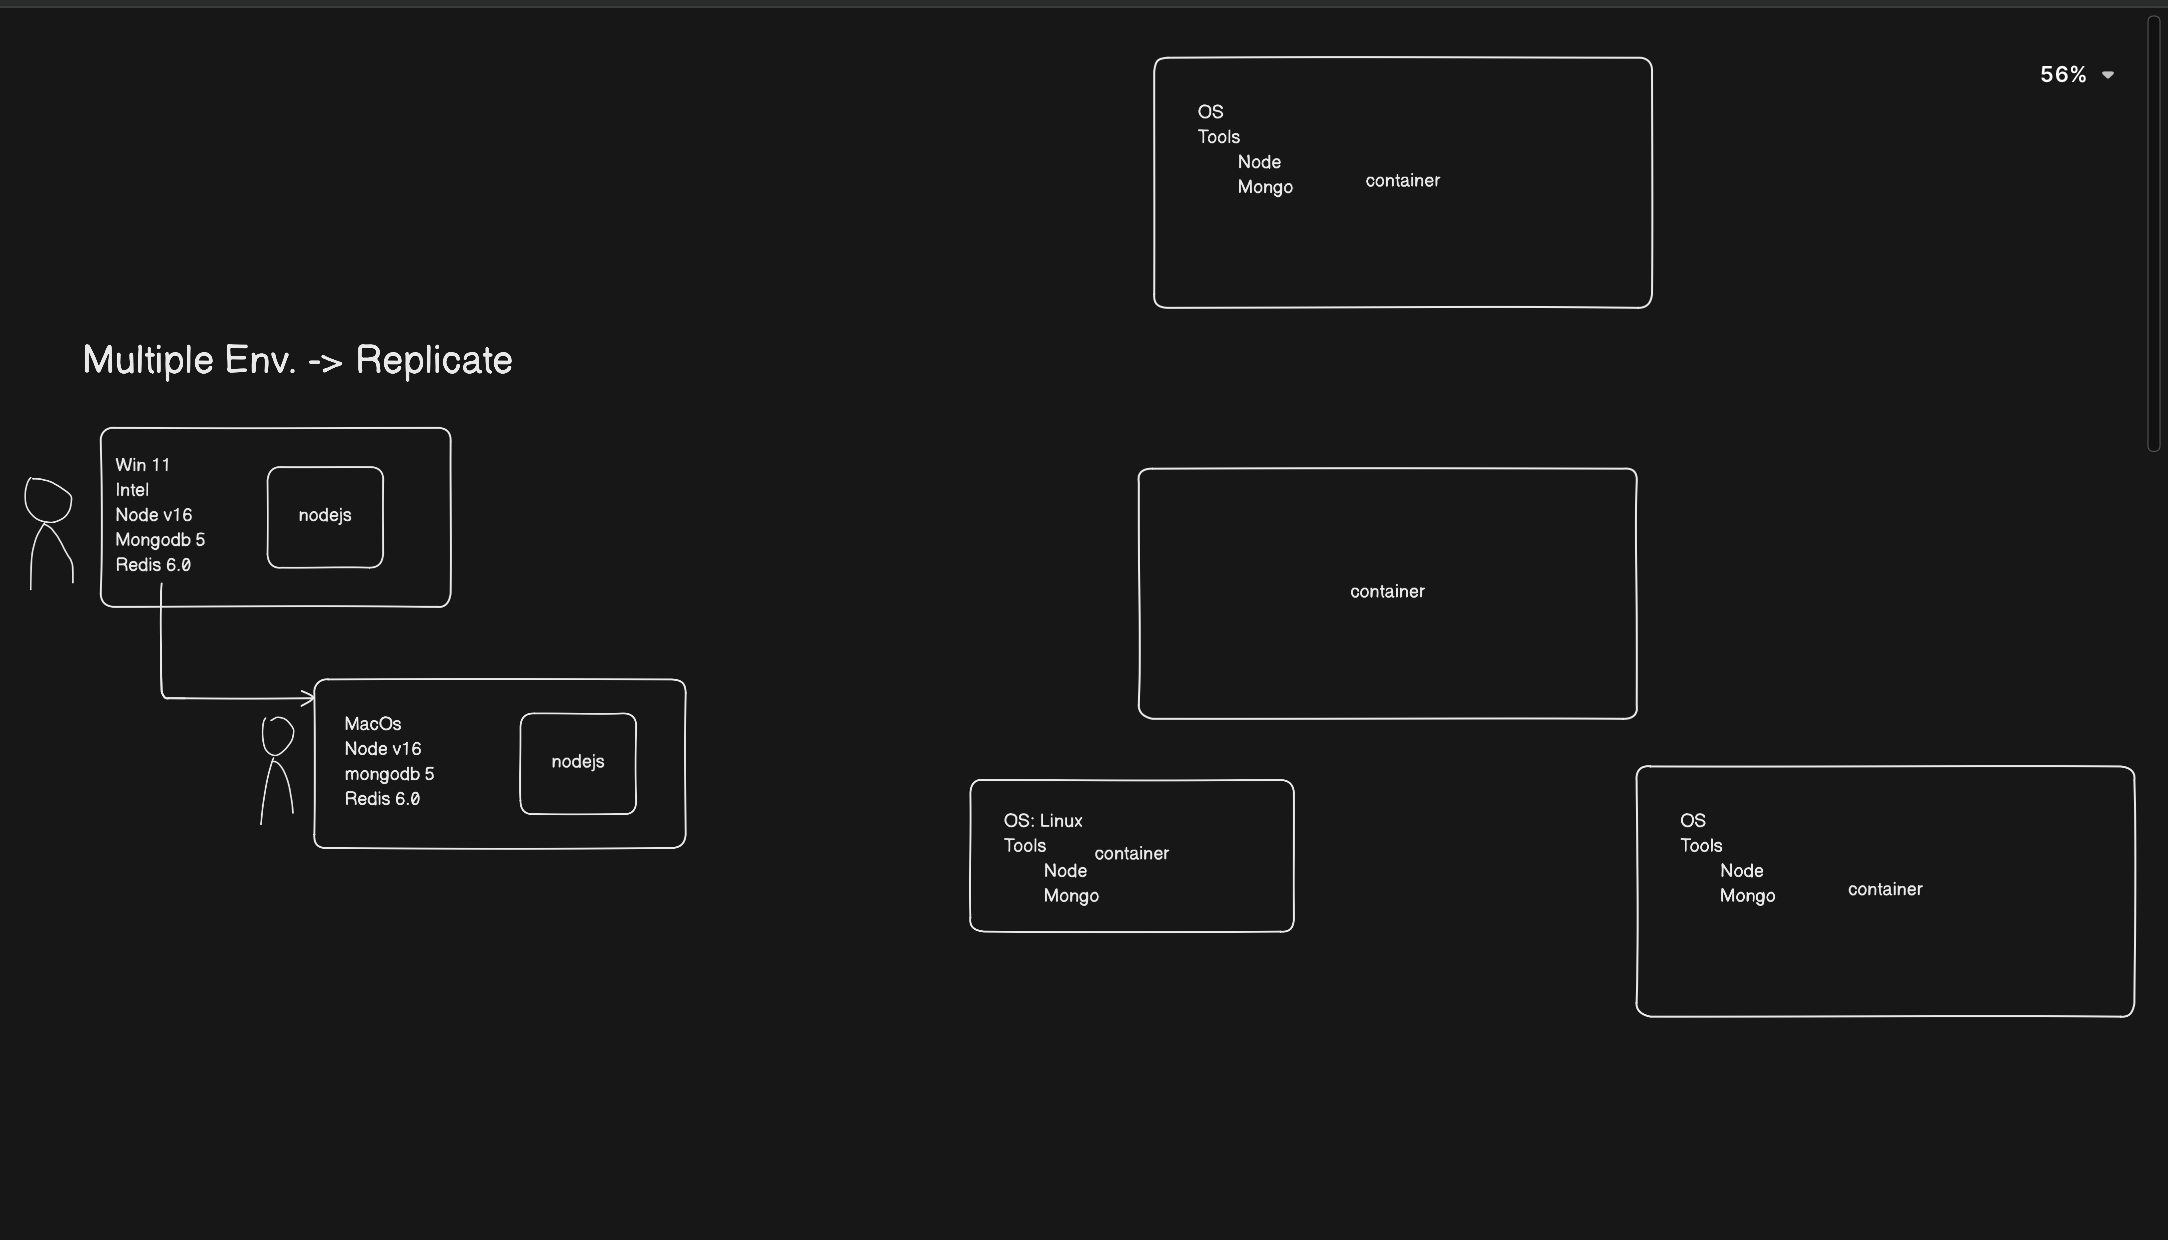 56%
OS
Tools
Node
Mongo
container
Multiple Env. -> Replicate
Win 11
Intel
Node v16
Mongodb 5
Redis 6.0
nodejs
container
MacOs
Node v16
mongodb 5
Redis 6.0
nodejs
OS: Linux
Tools
Node
Mongo
container
OS
Tools
Node
Mongo
container